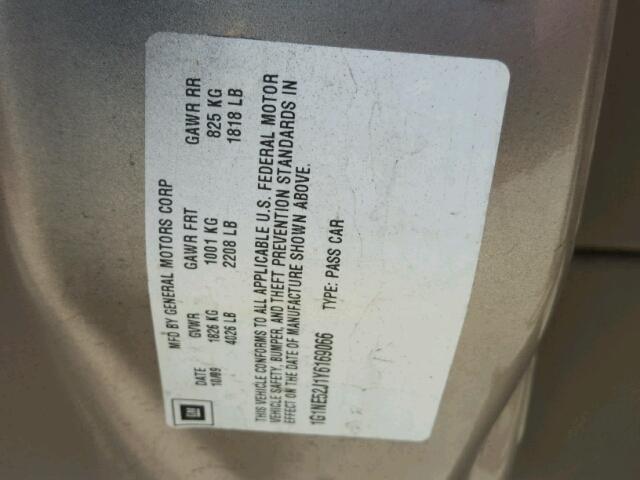 MFD BY GENERAL MOTORS CORP
DATE GVWR GAWR FRT GAWR RR
10/99 1826 KG 1001 KG 825 KG
4026 LB 2208 LB 1818 LB
THIS VEHICLE CONFORMS TO ALL APPLICABLE U.S. FEDERAL MOTOR
VEHICLE SAFETY, BUMPER, AND THEFT PREVENTION STANDARDS IN
EFFECT ON THE DATE OF MANUFACTURE SHOWN ABOVE.
1G1NE52J1Y6169066 TYPE: PASS CAR
GM